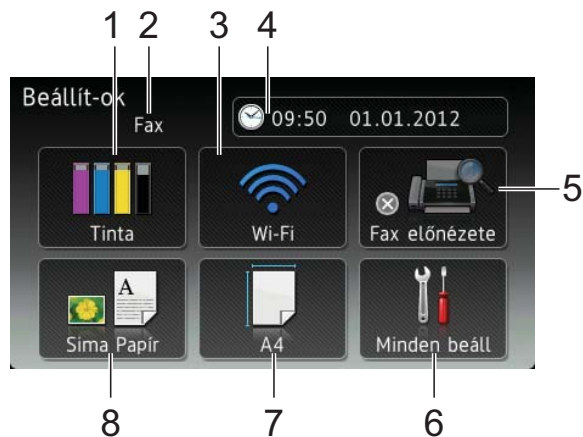 1 2 3 4
Beállít-ok
Fax
09:50 01.01.2012
5
Tinta Wi-Fi Fax előnézete
A
Sima Papír A4 Minden beáll
8 7 6